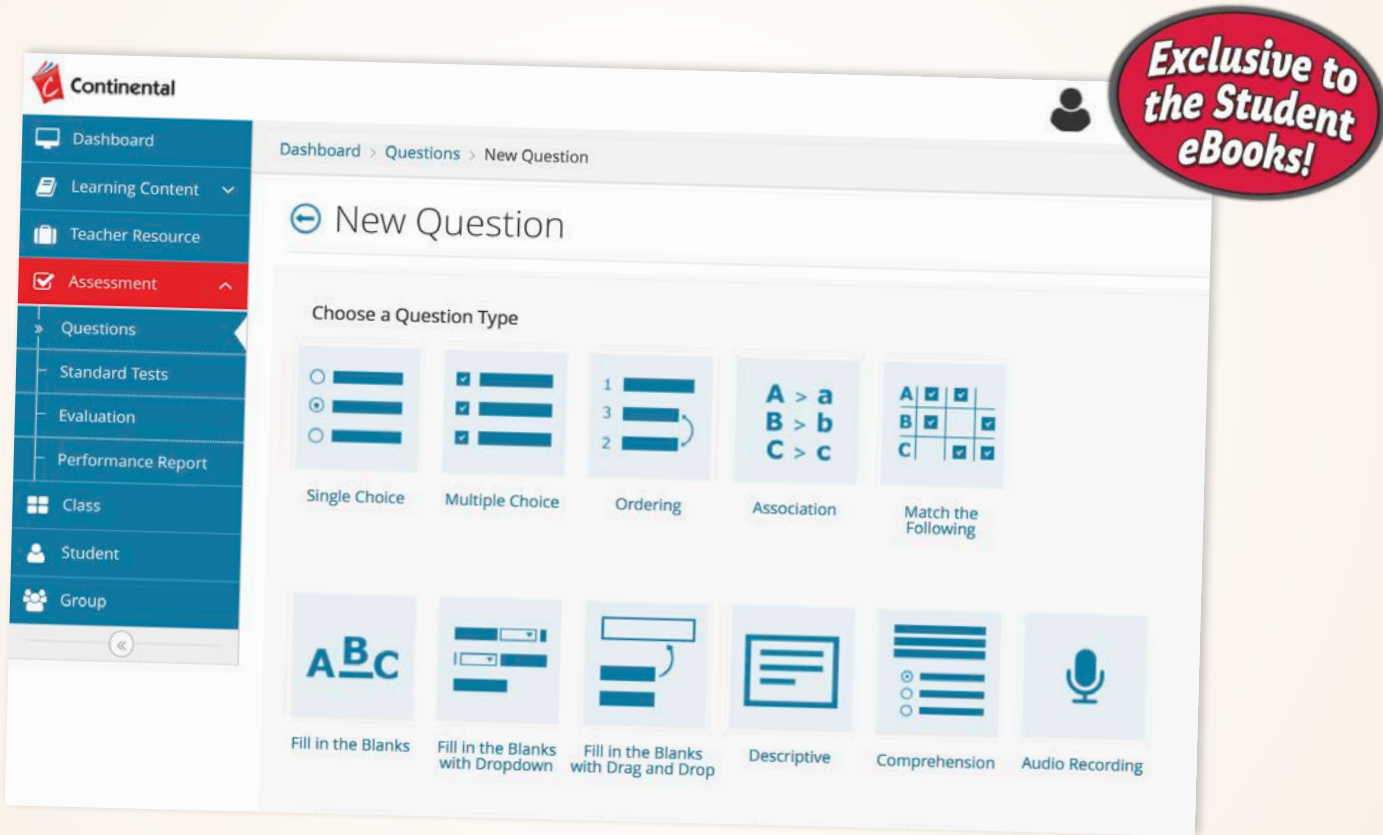 Continental
Exclusive to
the Student
eBooks!
Dashboard
Learning Content
Teacher Resource
Assessment
Questions
Standard Tests
Evaluation
Performance Report
Class
Student
Group
Dashboard > Questions > New Question
New Question
Choose a Question Type
1
3
2
A > a
B > b
C > c
A
B
C
Single Choice
Multiple Choice
Ordering
Association
Match the
Following
ABC
Fill in the Blanks
Fill in the Blanks
with Dropdown
Fill in the Blanks
with Drag and Drop
Descriptive
Comprehension
Audio Recording